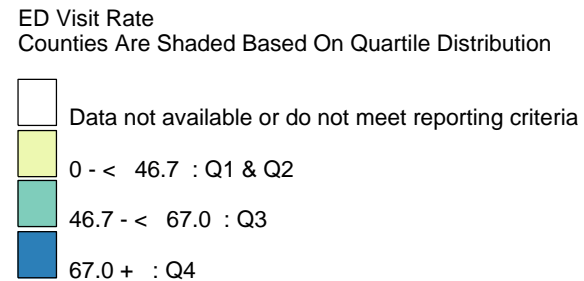 ED Visit Rate
Counties Are Shaded Based On Quartile Distribution
Data not available or do not meet reporting criteria
0 - <   46.7  : Q1 & Q2
46.7 - <   67.0  : Q3
67.0 +   : Q4